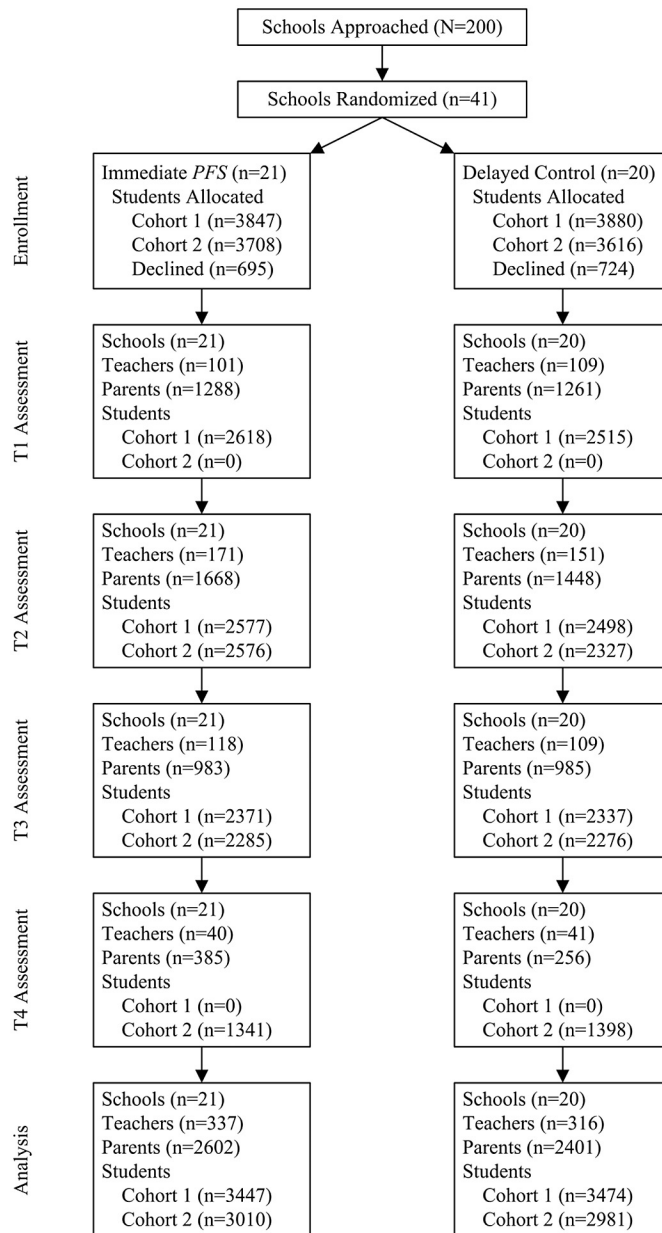 Schools Approached (N=200)
Schools Randomized (n=41)
Enrollment
Immediate PFS (n=21)
Students Allocated
Cohort 1 (n=3847)
Cohort 2 (n=3708)
Declined (n=695)
Delayed Control (n=20)
Students Allocated
Cohort 1 (n=3880)
Cohort 2 (n=3616)
Declined (n=724)
T1 Assessment
Schools (n=21)
Teachers (n=101)
Parents (n=1288)
Students
Cohort 1 (n=2618)
Cohort 2 (n=0)
Schools (n=20)
Teachers (n=109)
Parents (n=1261)
Students
Cohort 1 (n=2515)
Cohort 2 (n=0)
T2 Assessment
Schools (n=21)
Teachers (n=171)
Parents (n=1668)
Students
Cohort 1 (n=2577)
Cohort 2 (n=2576)
Schools (n=20)
Teachers (n=151)
Parents (n=1448)
Students
Cohort 1 (n=2498)
Cohort 2 (n=2327)
T3 Assessment
Schools (n=21)
Teachers (n=118)
Parents (n=983)
Students
Cohort 1 (n=2371)
Cohort 2 (n=2285)
Schools (n=20)
Teachers (n=109)
Parents (n=985)
Students
Cohort 1 (n=2337)
Cohort 2 (n=2276)
T4 Assessment
Schools (n=21)
Teachers (n=40)
Parents (n=385)
Students
Cohort 1 (n=0)
Cohort 2 (n=1341)
Schools (n=20)
Teachers (n=41)
Parents (n=256)
Students
Cohort 1 (n=0)
Cohort 2 (n=1398)
Analysis
Schools (n=21)
Teachers (n=337)
Parents (n=2602)
Students
Cohort 1 (n=3447)
Cohort 2 (n=3010)
Schools (n=20)
Teachers (n=316)
Parents (n=2401)
Students
Cohort 1 (n=3474)
Cohort 2 (n=2981)